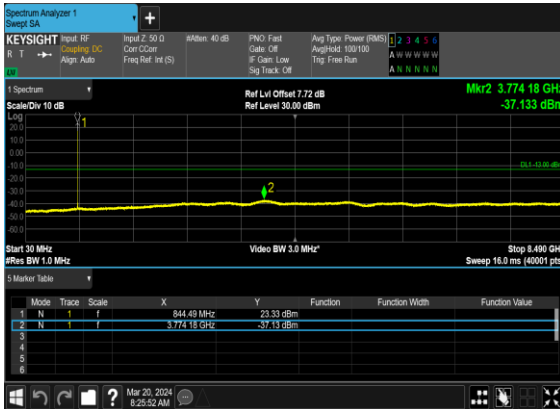 Spectrum Analyzer 1
Swept SA
KEYSIGHT Input: RF Input Z: 50 Ω #Atten: 40 dB PNO: Fast Avg Type: Power (RMS) 1 2 3 4 5 6
R T Coupling: DC Corr CCorr Gate: Off Avg|Hold: 100/100 A W W W W W
Align: Auto Freq Ref: Int (S) IF Gain: Low Trig: Free Run
LXI Sig Track: Off A N N N N N
1 Spectrum Ref Lvl Offset 7.72 dB Mkr2 3.774 18 GHz
Scale/Div 10 dB Ref Level 30.00 dBm -37.133 dBm
Log
20.0
10.0
0.00
-10.0
-20.0
-30.0
-40.0
-50.0
-60.0
1
DL1 -13.00 dBm
2
Start 30 MHz Video BW 3.0 MHz* Stop 8.490 GHz
#Res BW 1.0 MHz Sweep 16.0 ms (40001 pts)
5 Marker Table
Mode Trace Scale X Y Function Function Width Function Value
1 N 1 f 844.49 MHz 23.33 dBm
2 N 1 f 3.774 18 GHz -37.13 dBm
3
4
5
6
? Mar 20, 2024
8:25:52 AM